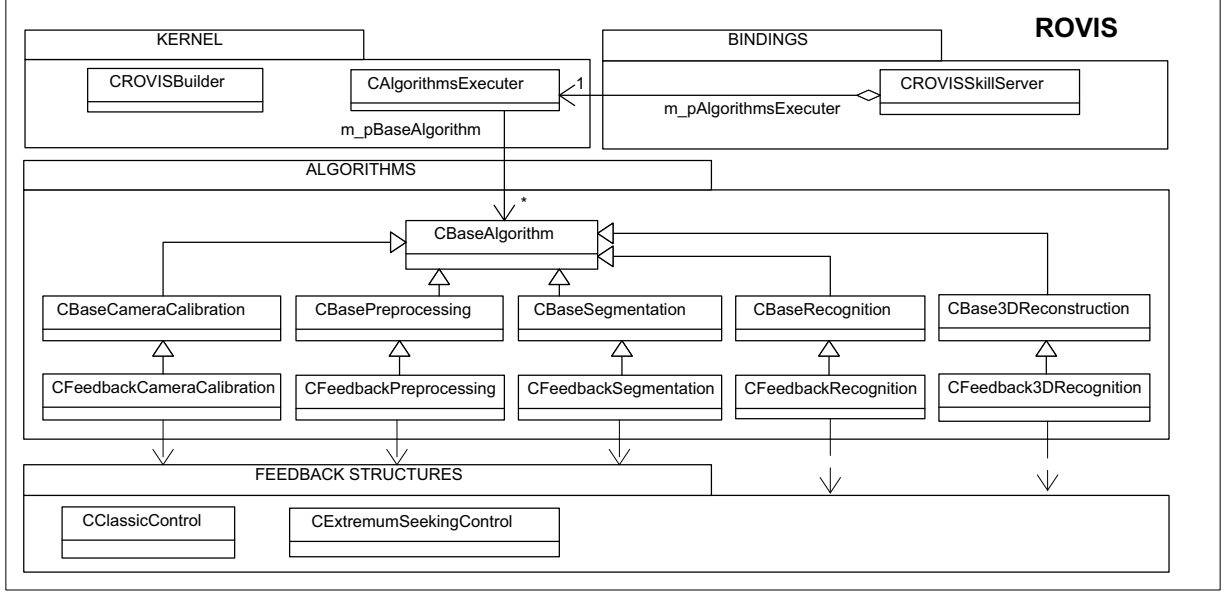 ROVIS
KERNEL
BINDINGS
CROVISBuilder
CAlgorithmsExecuter
1
CROVISSkillServer
m_pAlgorithmsExecuter
m_pBaseAlgorithm
ALGORITHMS
*
CBaseAlgorithm
CBaseCameraCalibration
CBasePreprocessing
CBaseSegmentation
CBaseRecognition
CBase3DReconstruction
CFeedbackCameraCalibration
CFeedbackPreprocessing
CFeedbackSegmentation
CFeedbackRecognition
CFeedback3DRecognition
FEEDBACK STRUCTURES
CClassicControl
CExtremumSeekingControl